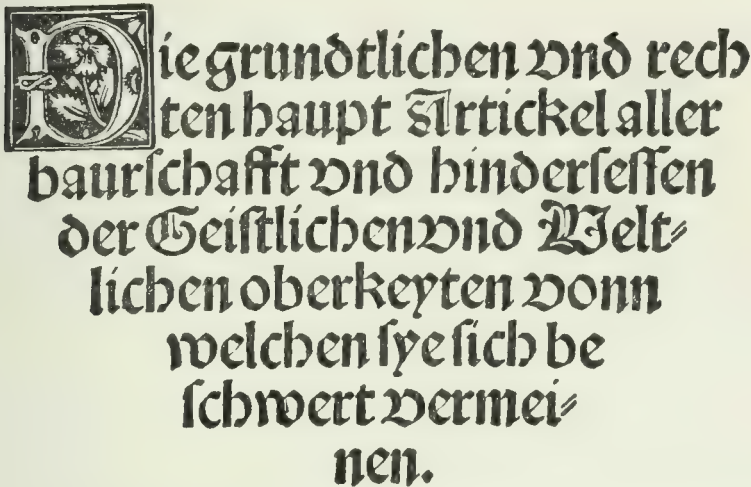 Die grundtlichen vnd rech
ten haupt Artickel aller
baurſchafft vnd hinderſeſſen
der Geiſtlichen vnd Welt⸗
lichen oberkeyten vonn
welchen ſye ſich be
ſchwert vermei⸗
nen.